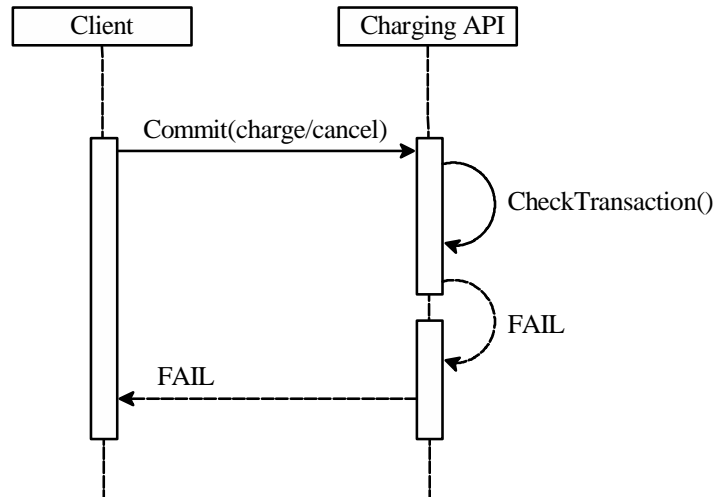 Client
Charging API
Commit(charge/cancel)
CheckTransaction()
FAIL
FAIL